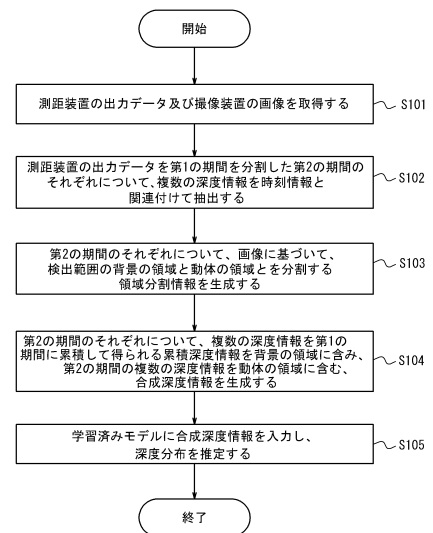 開始
測距装置の出力データ及び撮像装置の画像を取得する
S101
測距装置の出力データを第1の期間を分割した第2の期間の
それぞれについて、複数の深度情報を時刻情報と
関連付けて抽出する
S102
第2の期間のそれぞれについて、画像に基づいて、
検出範囲の背景の領域と動体の領域とを分割する
領域分割情報を生成する
S103
第2の期間のそれぞれについて、複数の深度情報を第1の
期間に累積して得られる累積深度情報を背景の領域に含み、
第2の期間の複数の深度情報を動体の領域に含む、
合成深度情報を生成する
S104
学習済みモデルに合成深度情報を入力し、
深度分布を推定する
S105
終了